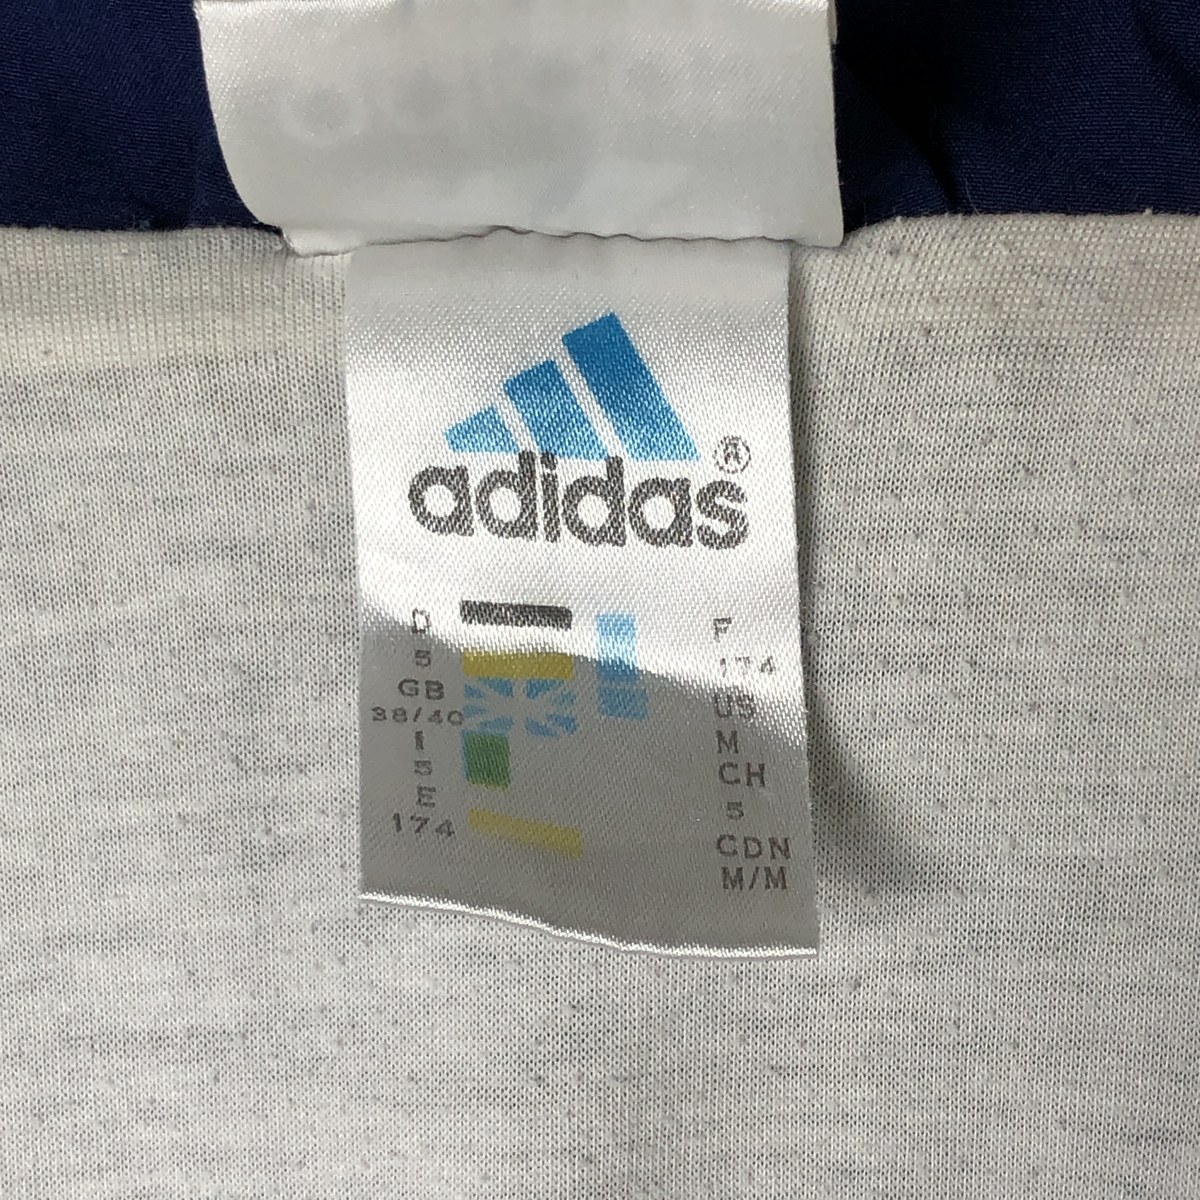 adidas®
D
5
GB
38/40
I
5
E
174
F
174
US
M
CH
5
CDN
M/M